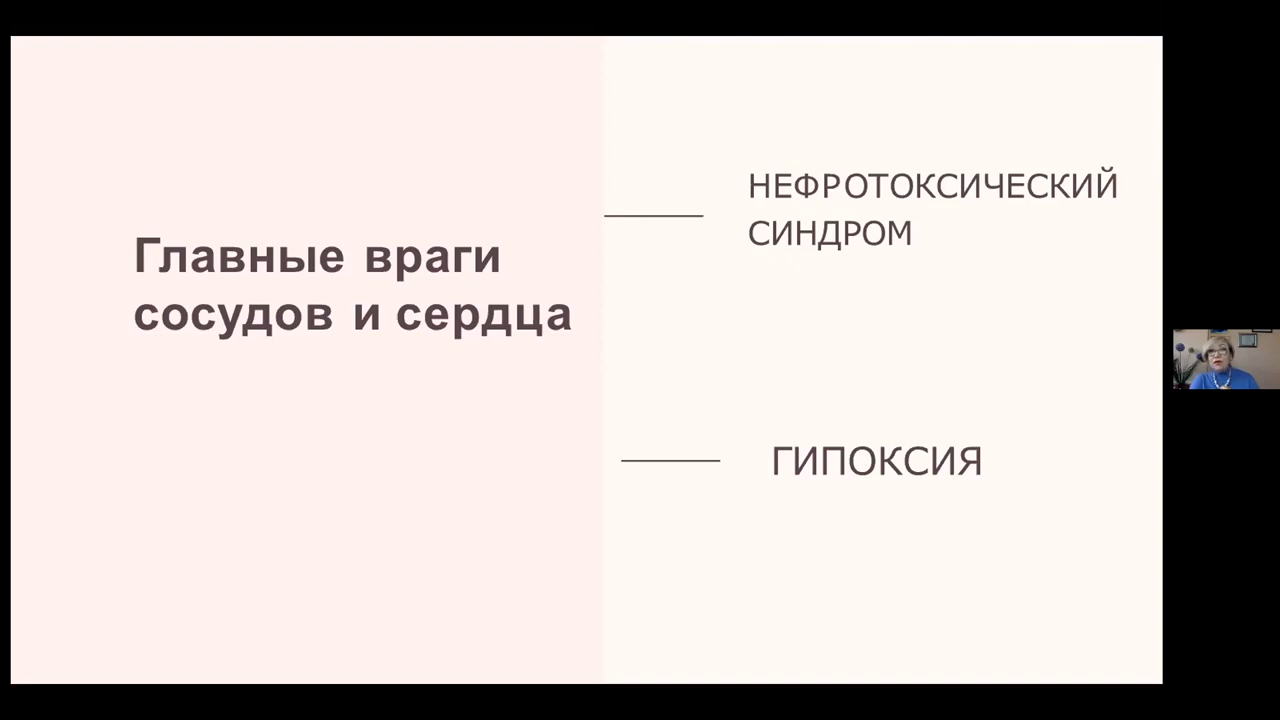 Главные враги
сосудов и сердца
НЕФРОТОКСИЧЕСКИЙ
СИНДРОМ
ГИПОКСИЯ